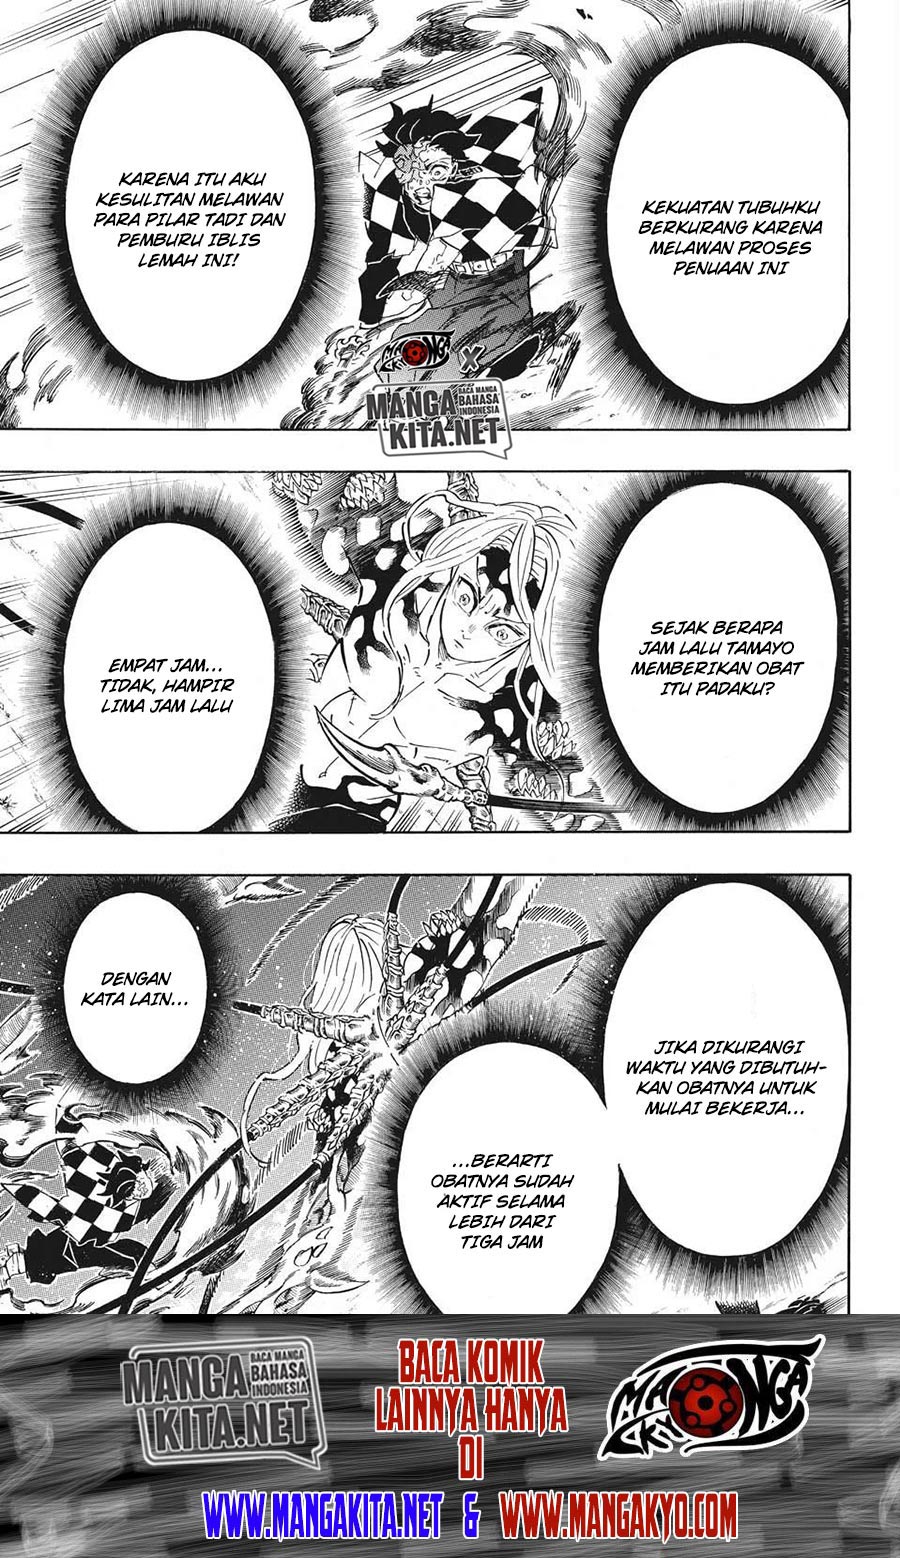 KEKUATAN TUBUHKU
BERKURANG KARENA
MELAWAN PROSES
PENUAAN INI
KARENA ITU AKU
KESULITAN MELAWAN
PARA PILAR TADI DAN
PEMBURU IBLIS
LEMAH INI!
MANGAKYO X
MANGA BACA MANGA
BAHASA
INDONESIA
KITA.NET
SEJAK BERAPA
JAM LALU TAMAYO
MEMBERIKAN OBAT
ITU PADAKU?
EMPAT JAM...
TIDAK, HAMPIR
LIMA JAM LALU
JIKA DIKURANGI
WAKTU YANG DIBUTUH-
KAN OBATNYA UNTUK
MULAI BEKERJA...
...BERARTI
OBATNYA SUDAH
AKTIF SELAMA
LEBIH DARI
TIGA JAM
DENGAN
KATA LAIN...
MANGA BACA MANGA
BAHASA
INDONESIA
KITA.NET
BACA KOMIK
LAINNYA HANYA
DI
MANGAKYO
WWW.MANGAKITA.NET & WWW.MANGAKYO.COM